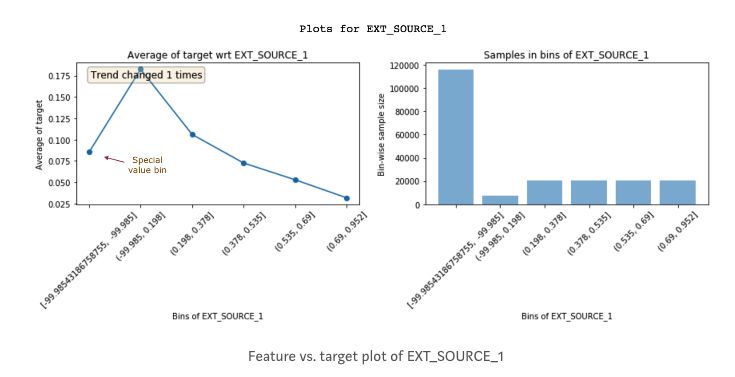 Plots for EXT_SOURCE_1
Average of target wrt EXT_SOURCE_1
Trend changed 1 times
Average of target
0.175
0.150
0.125
0.100
0.075
0.050
0.025
Special
value bin
[-99.98543186758755, -99.985]
(-99.985, 0.198]
(0.198, 0.378]
(0.378, 0.535]
(0.535, 0.69]
(0.69, 0.952]
Bins of EXT_SOURCE_1
Samples in bins of EXT_SOURCE_1
Bin-wise sample size
120000
100000
80000
60000
40000
20000
0
[-99.98543186758755, -99.985]
(-99.985, 0.198]
(0.198, 0.378]
(0.378, 0.535]
(0.535, 0.69]
(0.69, 0.952]
Bins of EXT_SOURCE_1
Feature vs. target plot of EXT_SOURCE_1